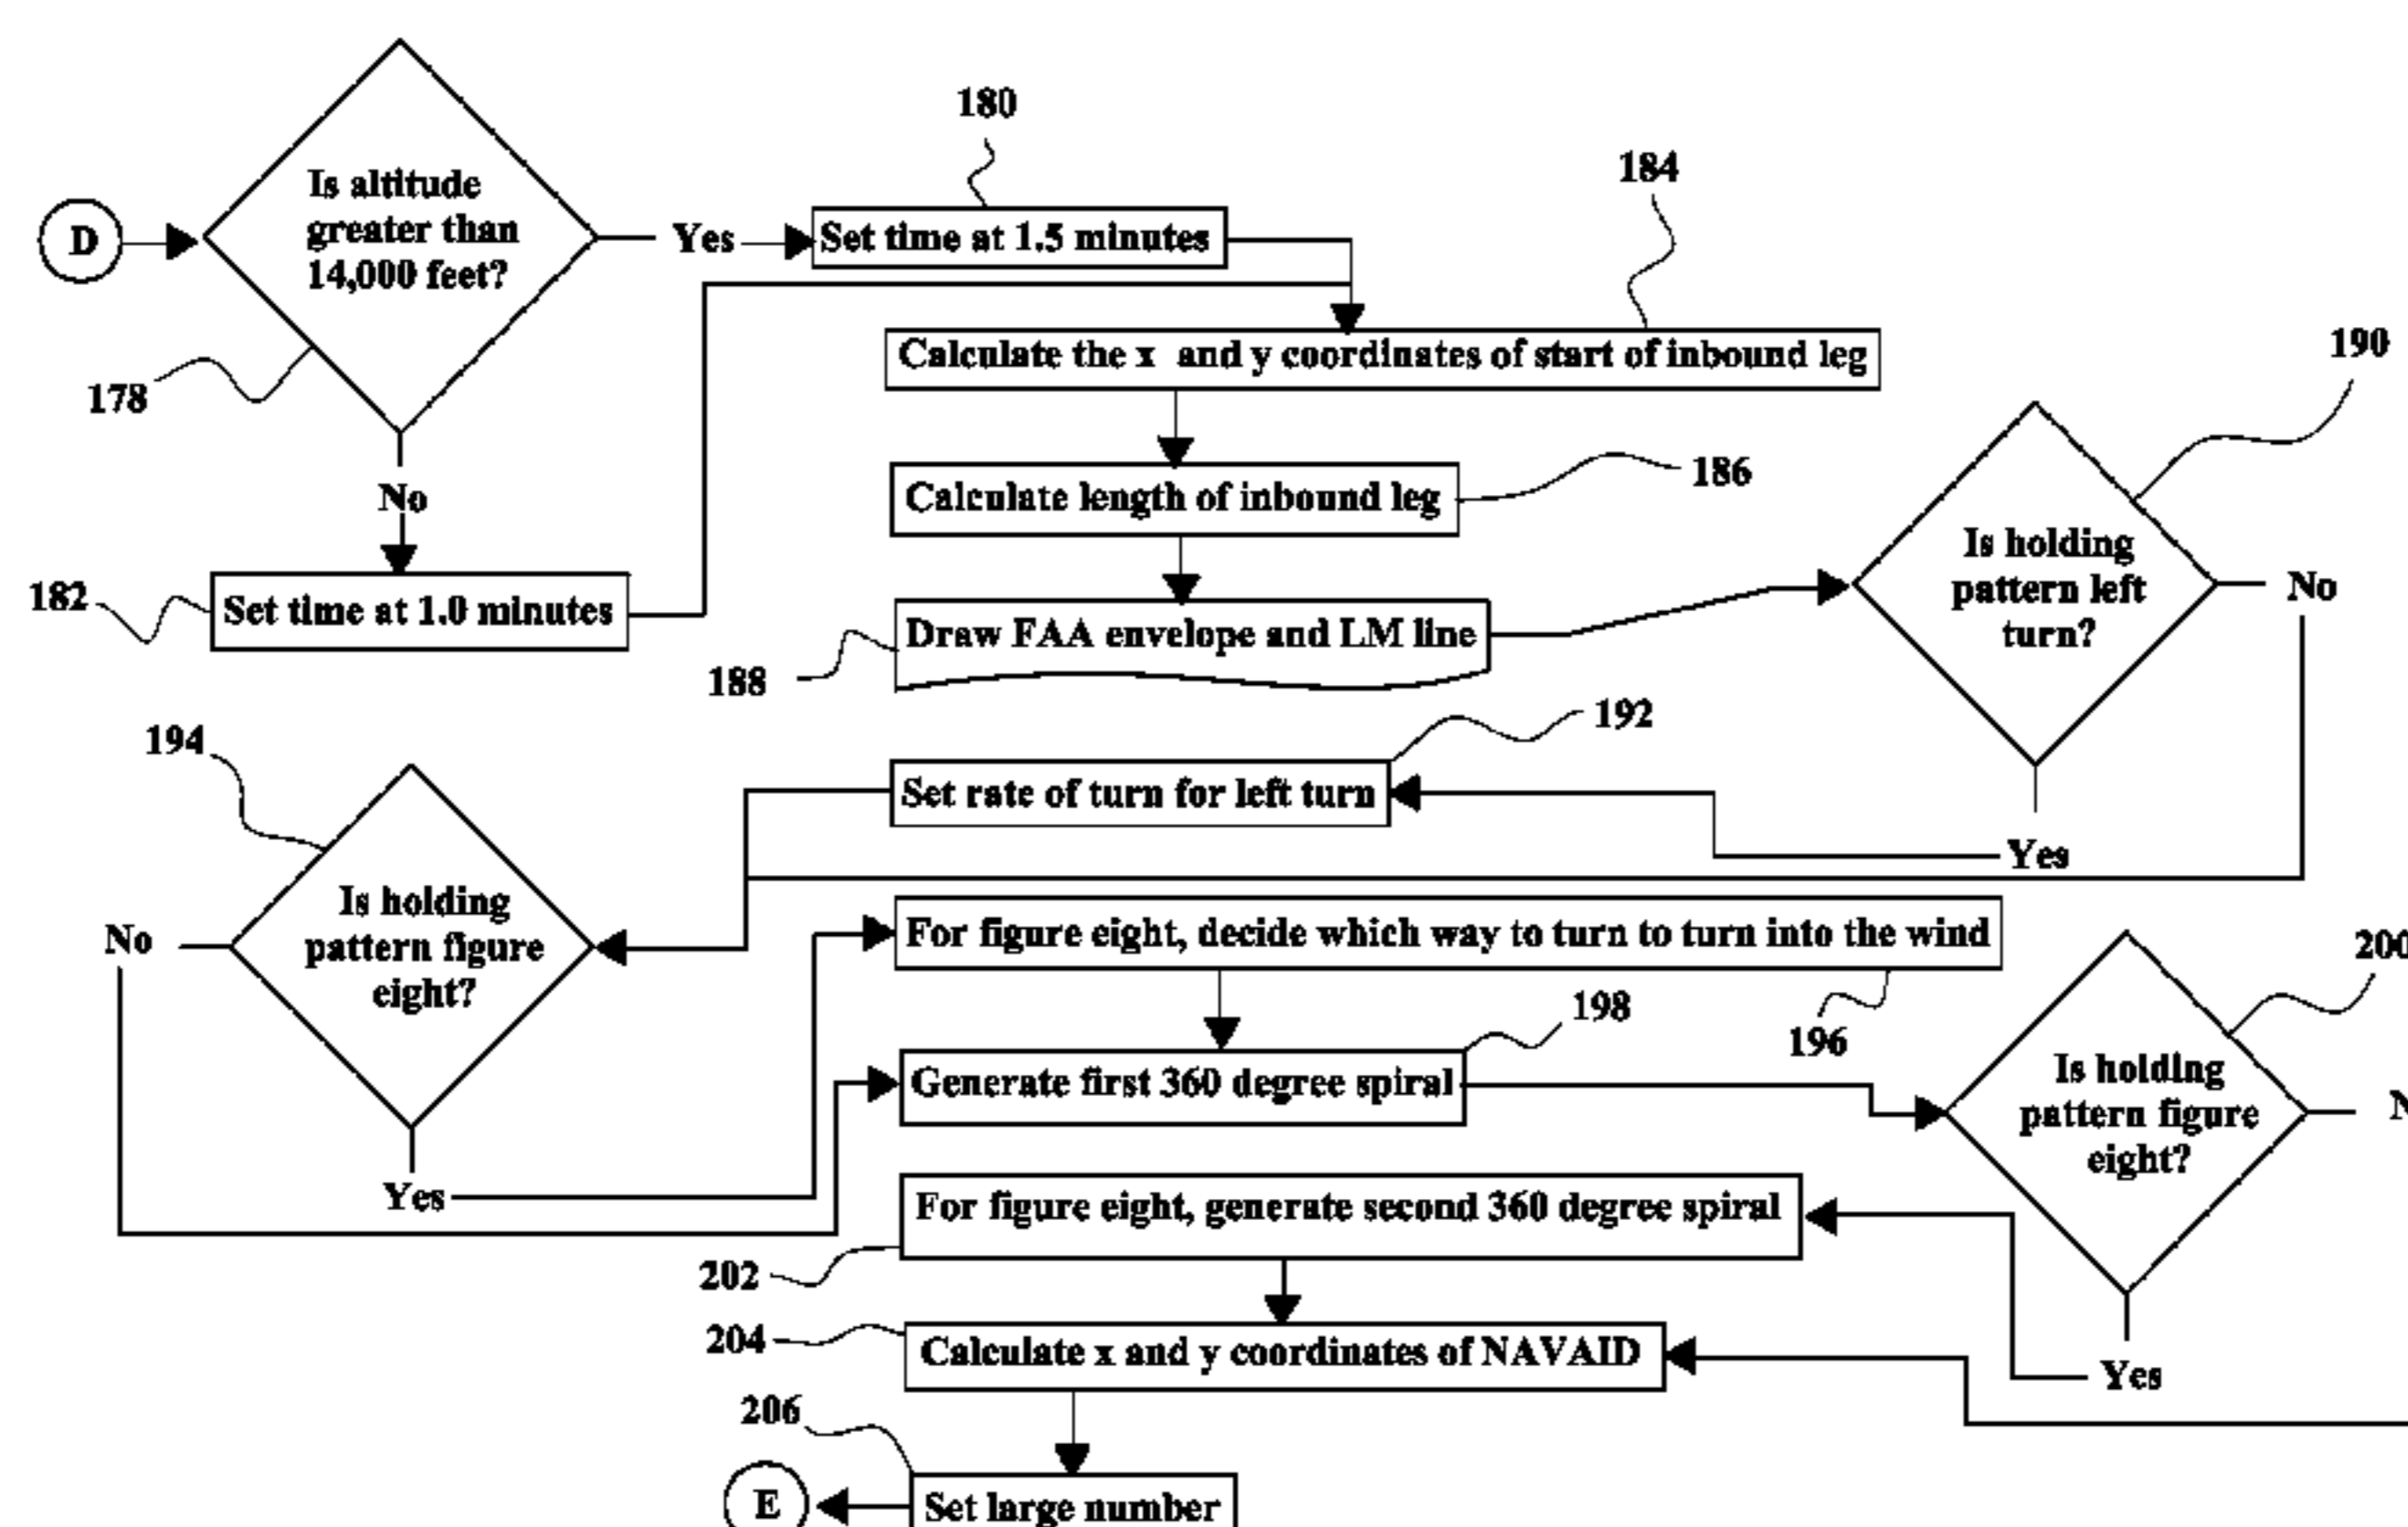 180
184
Is altitude
greater than
14,000 feet?
D
Yes
Set time at 1.5 minutes
Calculate the x and y coordinates of start of inbound leg
190
178
186
No
Calculate length of inbound leg
Is holding
pattern left
turn?
No
182
Set time at 1.0 minutes
Draw FAA envelope and LM line
188
192
194
Set rate of turn for left turn
Yes
Is holding
pattern figure
eight?
No
For figure eight, decide which way to turn to turn into the wind
200
198
196
Generate first 360 degree spiral
Is holding
pattern figure
eight?
N
Yes
For figure eight, generate second 360 degree spiral
202
204
Calculate x and y coordinates of NAVAID
Yes
206
E
Set large number